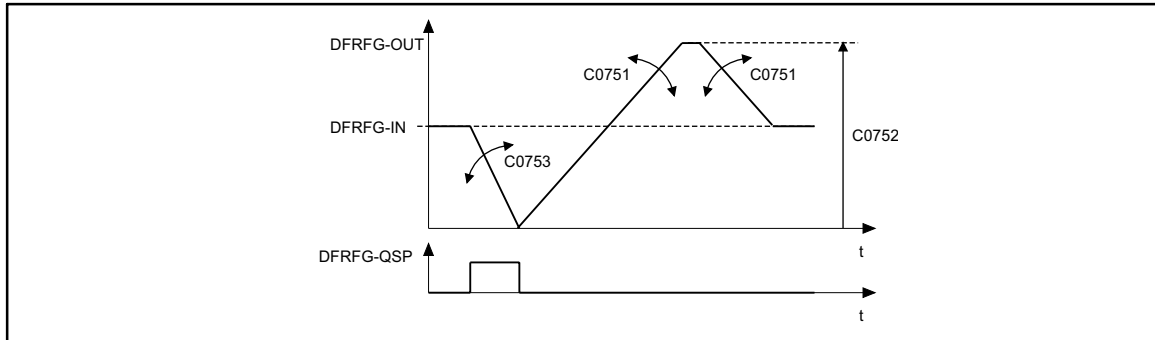 DFRFG-OUT
C0751
C0751
DFRFG-IN
C0752
C0753
t
DFRFG-QSP
t